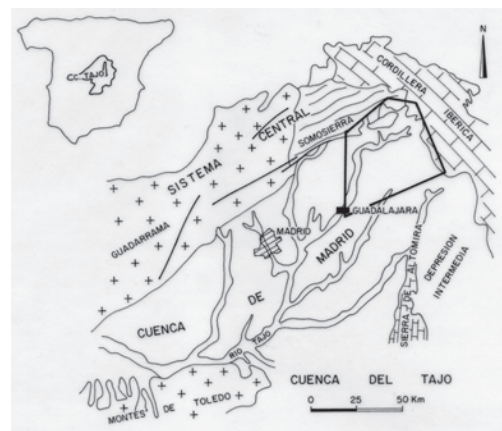 CC. TAJO
N
CORDILLERA
IBERICA
SISTEMA
CENTRAL
SOMOSIERRA
GUADARRAMA
GUADALAJARA
MADRID
CUENCA
DE
MADRID
RIO TAJO
SIERRA DE ALTOMIRA
DEPRESION
INTERMEDIA
MONTES DE TOLEDO
CUENCA DEL TAJO
0 25 50 Km